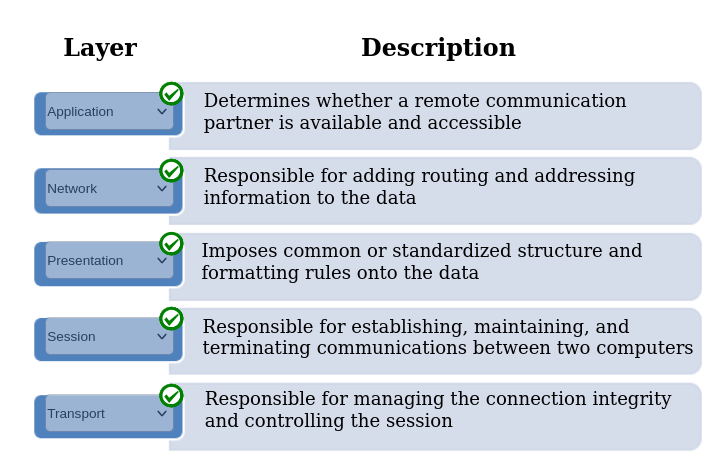 Layer Description
Application
Determines whether a remote communication
partner is available and accessible
Network
Responsible for adding routing and addressing
information to the data
Presentation
Imposes common or standardized structure and
formatting rules onto the data
Session
Responsible for establishing, maintaining, and
terminating communications between two computers
Transport
Responsible for managing the connection integrity
and controlling the session